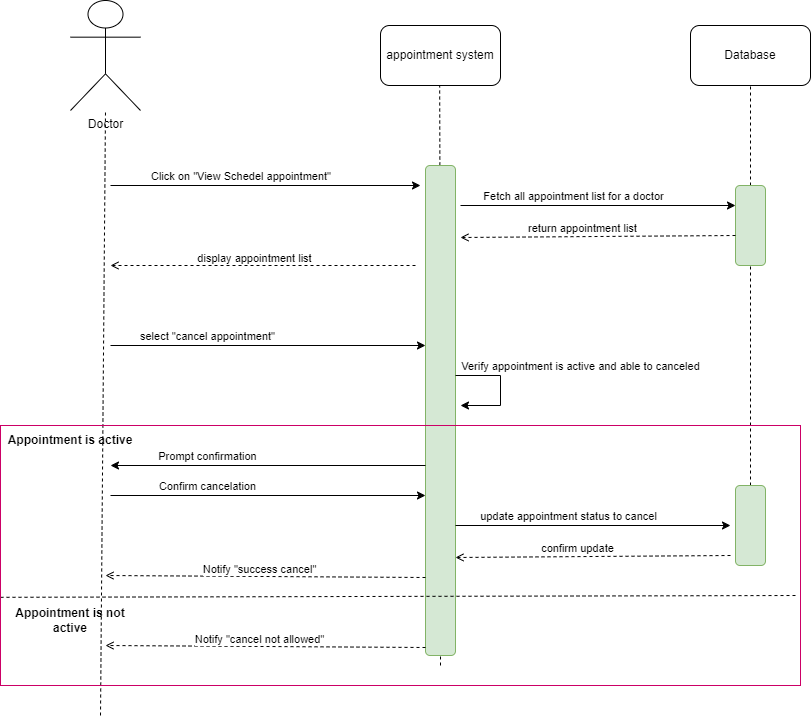 appointment system
Database
Doctor
Click on "View Schedel appointment"
Fetch all appointment list for a doctor
return appointment list
display appointment list
select "cancel appointment"
Verify appointment is active and able to canceled
Appointment is active
Prompt confirmation
Confirm cancelation
update appointment status to cancel
confirm update
Notify "success cancel"
Appointment is not
active
Notify "cancel not allowed"